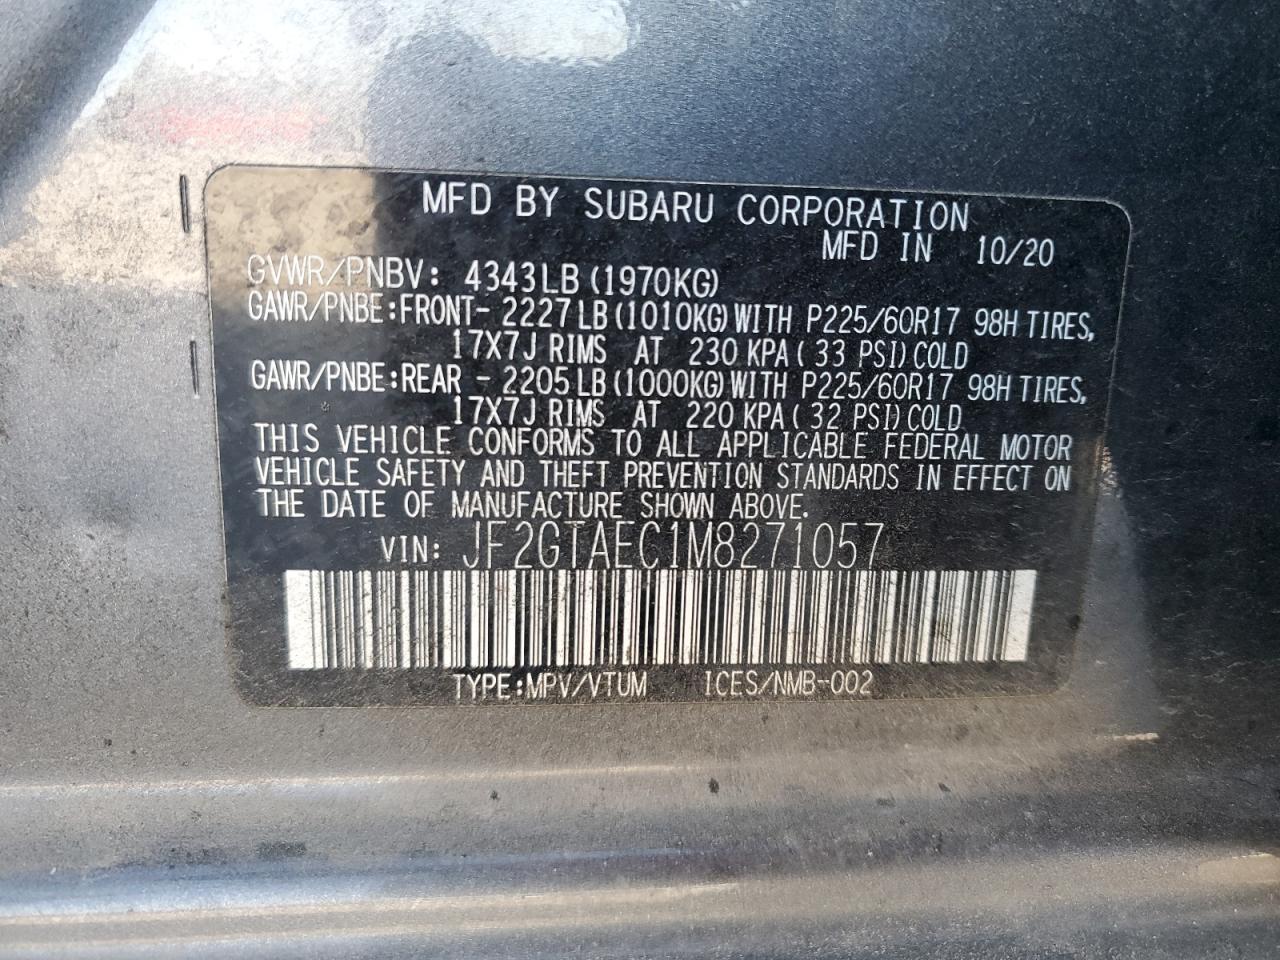 MFD BY SUBARU CORPORATION
MFD IN 10/20
GVWR/PNBV: 4343LB (1970KG)
GAWR/PNBE:FRONT- 2227 LB (1010KG) WITH P225/60R17 98H TIRES,
17X7J RIMS AT 230 KPA ( 33 PSI) COLD
GAWR/PNBE:REAR - 2205 LB (1000KG) WITH P225/60R17 98H TIRES,
17X7J RIMS AT 220 KPA ( 32 PSI) COLD
THIS VEHICLE CONFORMS TO ALL APPLICABLE FEDERAL MOTOR
VEHICLE SAFETY AND THEFT PREVENTION STANDARDS IN EFFECT ON
THE DATE OF MANUFACTURE SHOWN ABOVE.
VIN: JF2GTAEC1M8271057
TYPE:MPV/VTUM ICES/NMB-002